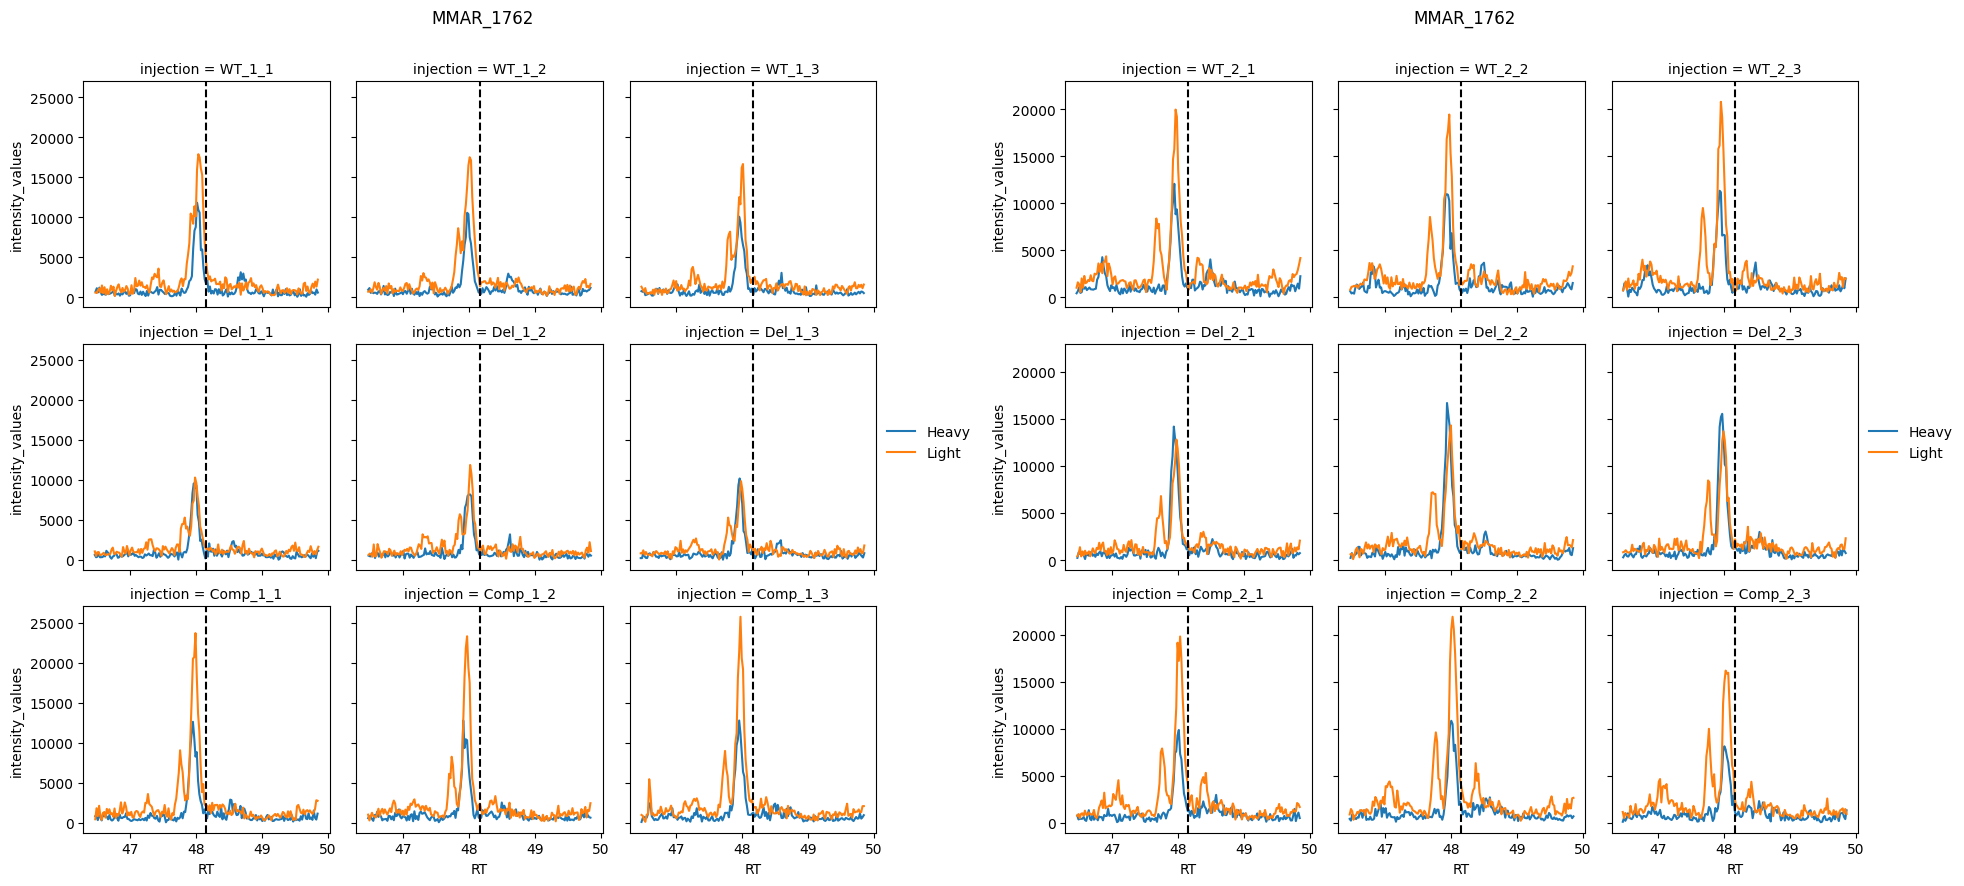 MMAR_1762
injection = WT_1_1
injection = WT_1_2
injection = WT_1_3
25000
20000
15000
10000
5000
0
intensity_values
injection = Del_1_1
injection = Del_1_2
injection = Del_1_3
25000
20000
15000
10000
5000
0
intensity_values
Heavy
Light
injection = Comp_1_1
injection = Comp_1_2
injection = Comp_1_3
25000
20000
15000
10000
5000
0
intensity_values
47 48 49 50
47 48 49 50
47 48 49 50
RT
RT
RT
MMAR_1762
injection = WT_2_1
injection = WT_2_2
injection = WT_2_3
20000
15000
10000
5000
0
intensity_values
injection = Del_2_1
injection = Del_2_2
injection = Del_2_3
20000
15000
10000
5000
0
intensity_values
Heavy
Light
injection = Comp_2_1
injection = Comp_2_2
injection = Comp_2_3
20000
15000
10000
5000
0
intensity_values
47 48 49 50
47 48 49 50
47 48 49 50
RT
RT
RT